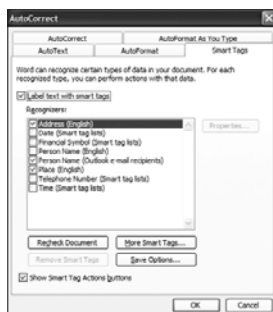 AutoCorrect
AutoCorrect
AutoFormat As You Type
AutoText
AutoFormat
Smart Tags
Word can recognize certain types of data in your document. For each
recognized type, you can perform actions with that data.
Label text with smart tags
Recognizers:
Address (English)
Date (Smart tag lists)
Financial Symbol (Smart tag lists)
Person Name (English)
Person Name (Outlook e-mail recipients)
Place (English)
Telephone Number (Smart tag lists)
Time (Smart tag lists)
Properties...
Recheck Document
More Smart Tags...
Remove Smart Tags
Save Options...
Show Smart Tag Actions buttons
OK
Cancel